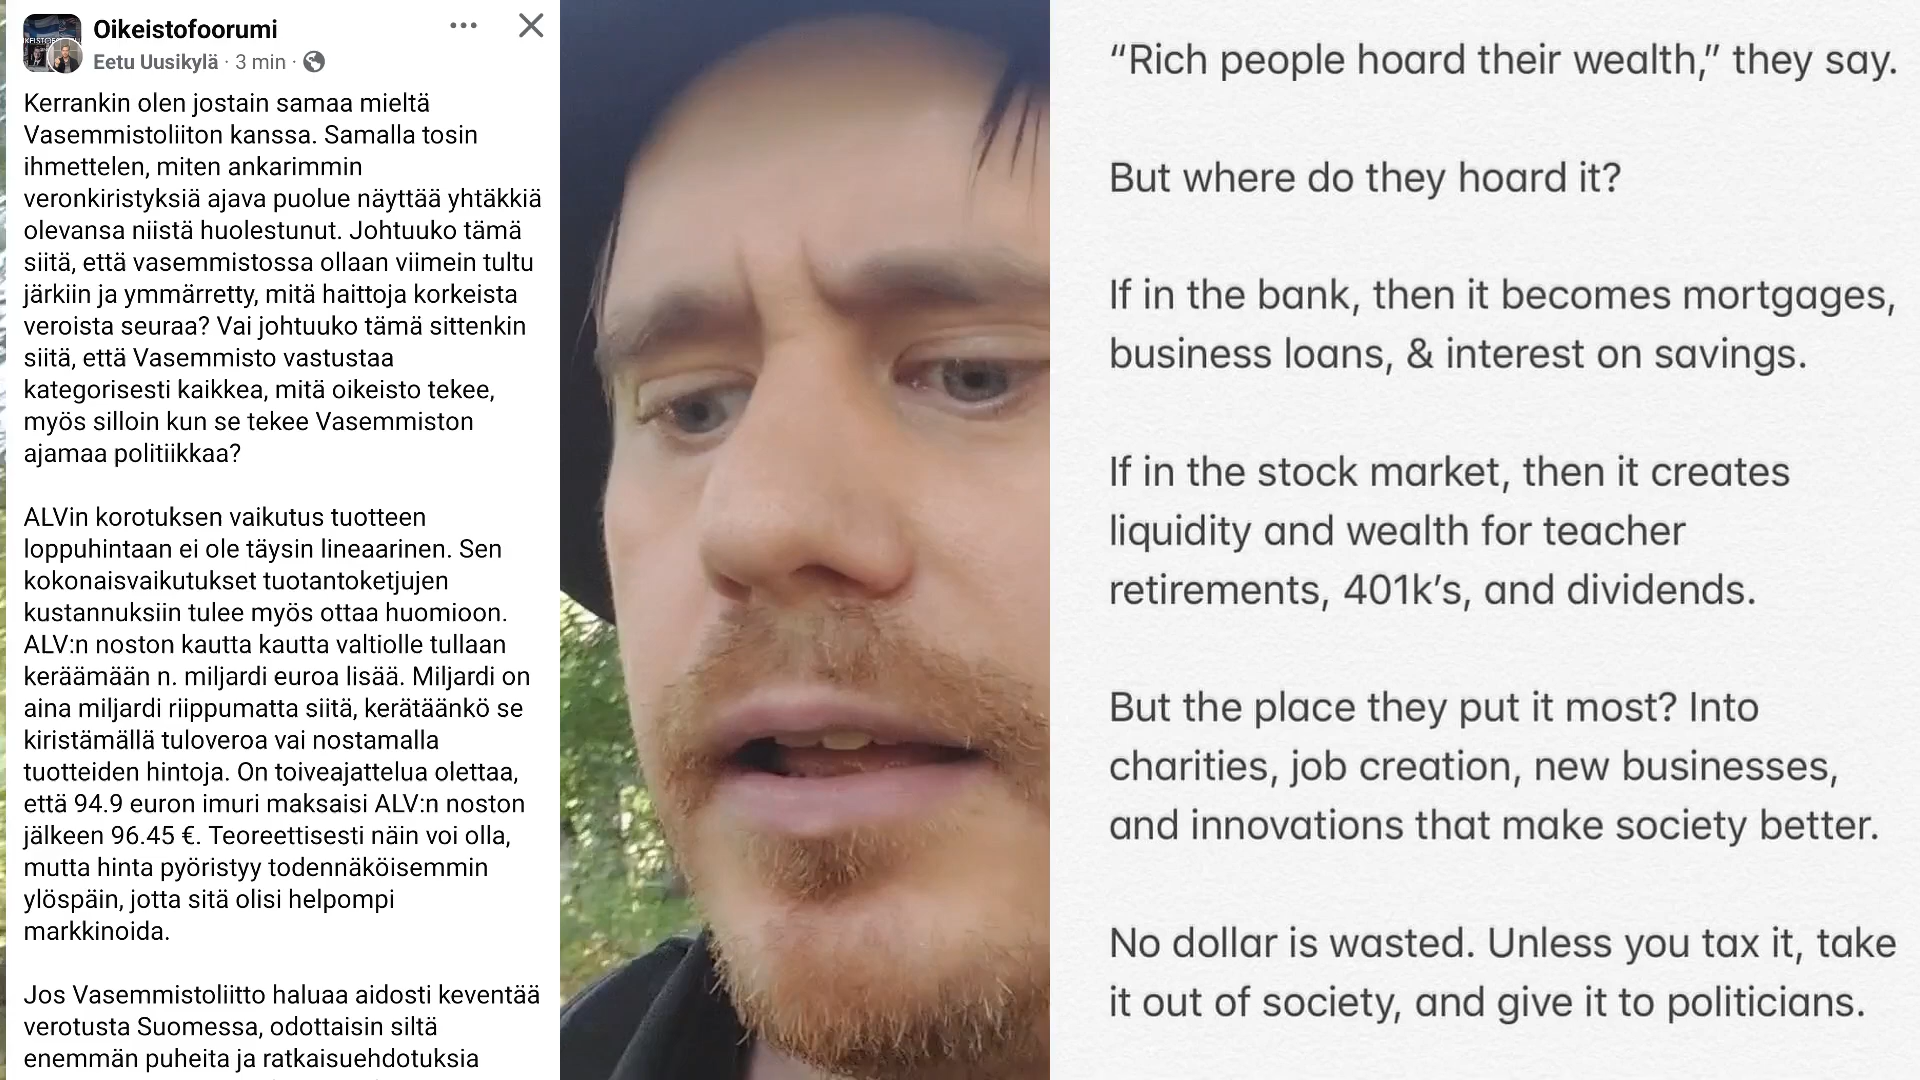 Oikeistofoorumi
Eetu Uusikylä · 3 min ·
Kerrankin olen jostain samaa mieltä
Vasemmistoliiton kanssa. Samalla tosin
ihmettelen, miten ankarimmin
veronkiristyksiä ajava puolue näyttää yhtäkkiä
olevansa niistä huolestunut. Johtuuko tämä
siitä, että vasemmistossa ollaan viimein tultu
järkiin ja ymmärretty, mitä haittoja korkeista
veroista seuraa? Vai johtuuko tämä sittenkin
siitä, että Vasemmisto vastustaa
kategorisesti kaikkea, mitä oikeisto tekee,
myös silloin kun se tekee Vasemmiston
ajamaa politiikkaa?
ALVin korotuksen vaikutus tuotteen
loppuhintaan ei ole täysin lineaarinen. Sen
kokonaisvaikutukset tuotantoketjujen
kustannuksiin tulee myös ottaa huomioon.
ALV:n noston kautta kautta valtiolle tullaan
keräämään n. miljardi euroa lisää. Miljardi on
aina miljardi riippumatta siitä, kerätäänkö se
kiristämällä tuloveroa vai nostamalla
tuotteiden hintoja. On toiveajattelua olettaa,
että 94.9 euron imuri maksaisi ALV:n noston
jälkeen 96.45 €. Teoreettisesti näin voi olla,
mutta hinta pyöristyy todennäköisemmin
ylöspäin, jotta sitä olisi helpompi
markkinoida.
Jos Vasemmistoliitto haluaa aidosti keventää
verotusta Suomessa, odottaisin siltä
enemmän puheita ja ratkaisuehdotuksia
“Rich people hoard their wealth,” they say.
But where do they hoard it?
If in the bank, then it becomes mortgages,
business loans, & interest on savings.
If in the stock market, then it creates
liquidity and wealth for teacher
retirements, 401k’s, and dividends.
But the place they put it most? Into
charities, job creation, new businesses,
and innovations that make society better.
No dollar is wasted. Unless you tax it, take
it out of society, and give it to politicians.